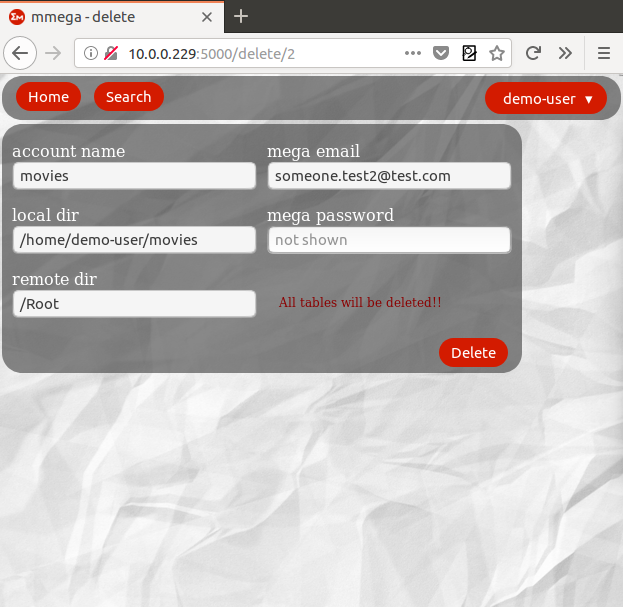 mmega - delete
10.0.0.229:5000/delete/2
Home Search demo-user ▾
account name mega email
movies someone.test2@test.com
local dir mega password
/home/demo-user/movies not shown
remote dir
/Root All tables will be deleted!!
Delete